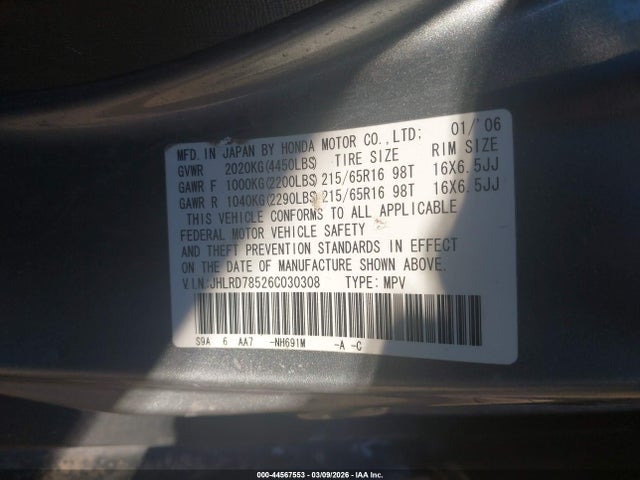 MFD. IN JAPAN BY HONDA MOTOR CO.,LTD: 01/'06
GVWR 2020KG(4450LBS) TIRE SIZE RIM SIZE
GAWR F 1000KG(2200LBS) 215/65R16 98T 16X6.5JJ
GAWR R 1040KG(2290LBS) 215/65R16 98T 16X6.5JJ
THIS VEHICLE CONFORMS TO ALL APPLICABLE
FEDERAL MOTOR VEHICLE SAFETY
AND THEFT PREVENTION STANDARDS IN EFFECT
ON THE DATE OF MANUFACTURE SHOWN ABOVE.
V.I.N:JHLRD78526C030308 TYPE: MPV
S9A 6 AA7 -NH691M -A -C
000-44567553 | 03/09/2026 - IAA Inc.